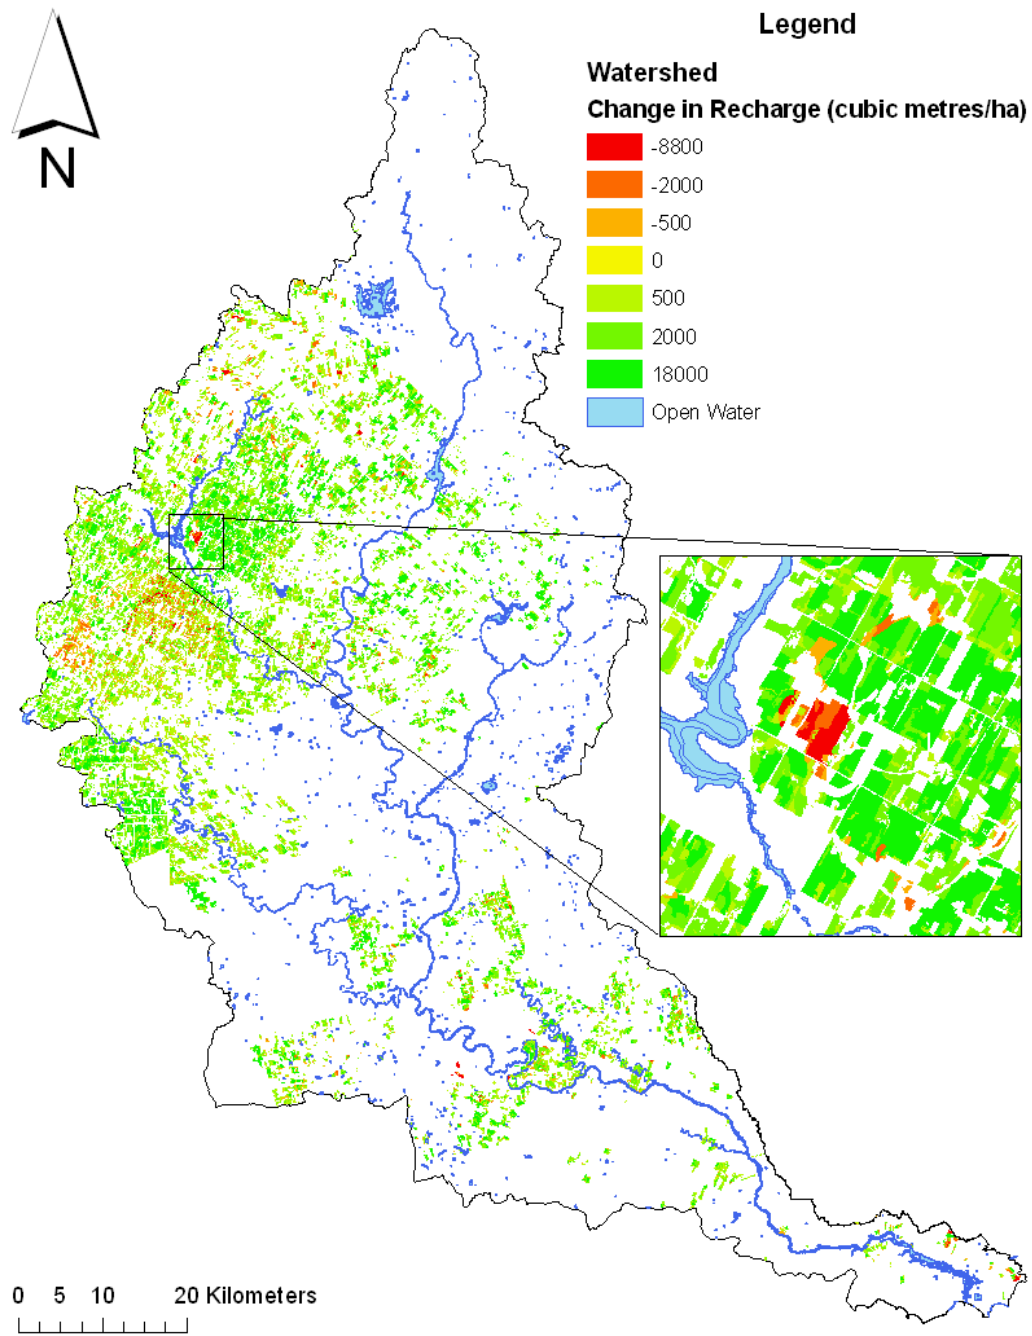 N
Legend
Watershed
Change in Recharge (cubic metres/ha)
-8800
-2000
-500
0
500
2000
18000
Open Water
0 5 10 20 Kilometers